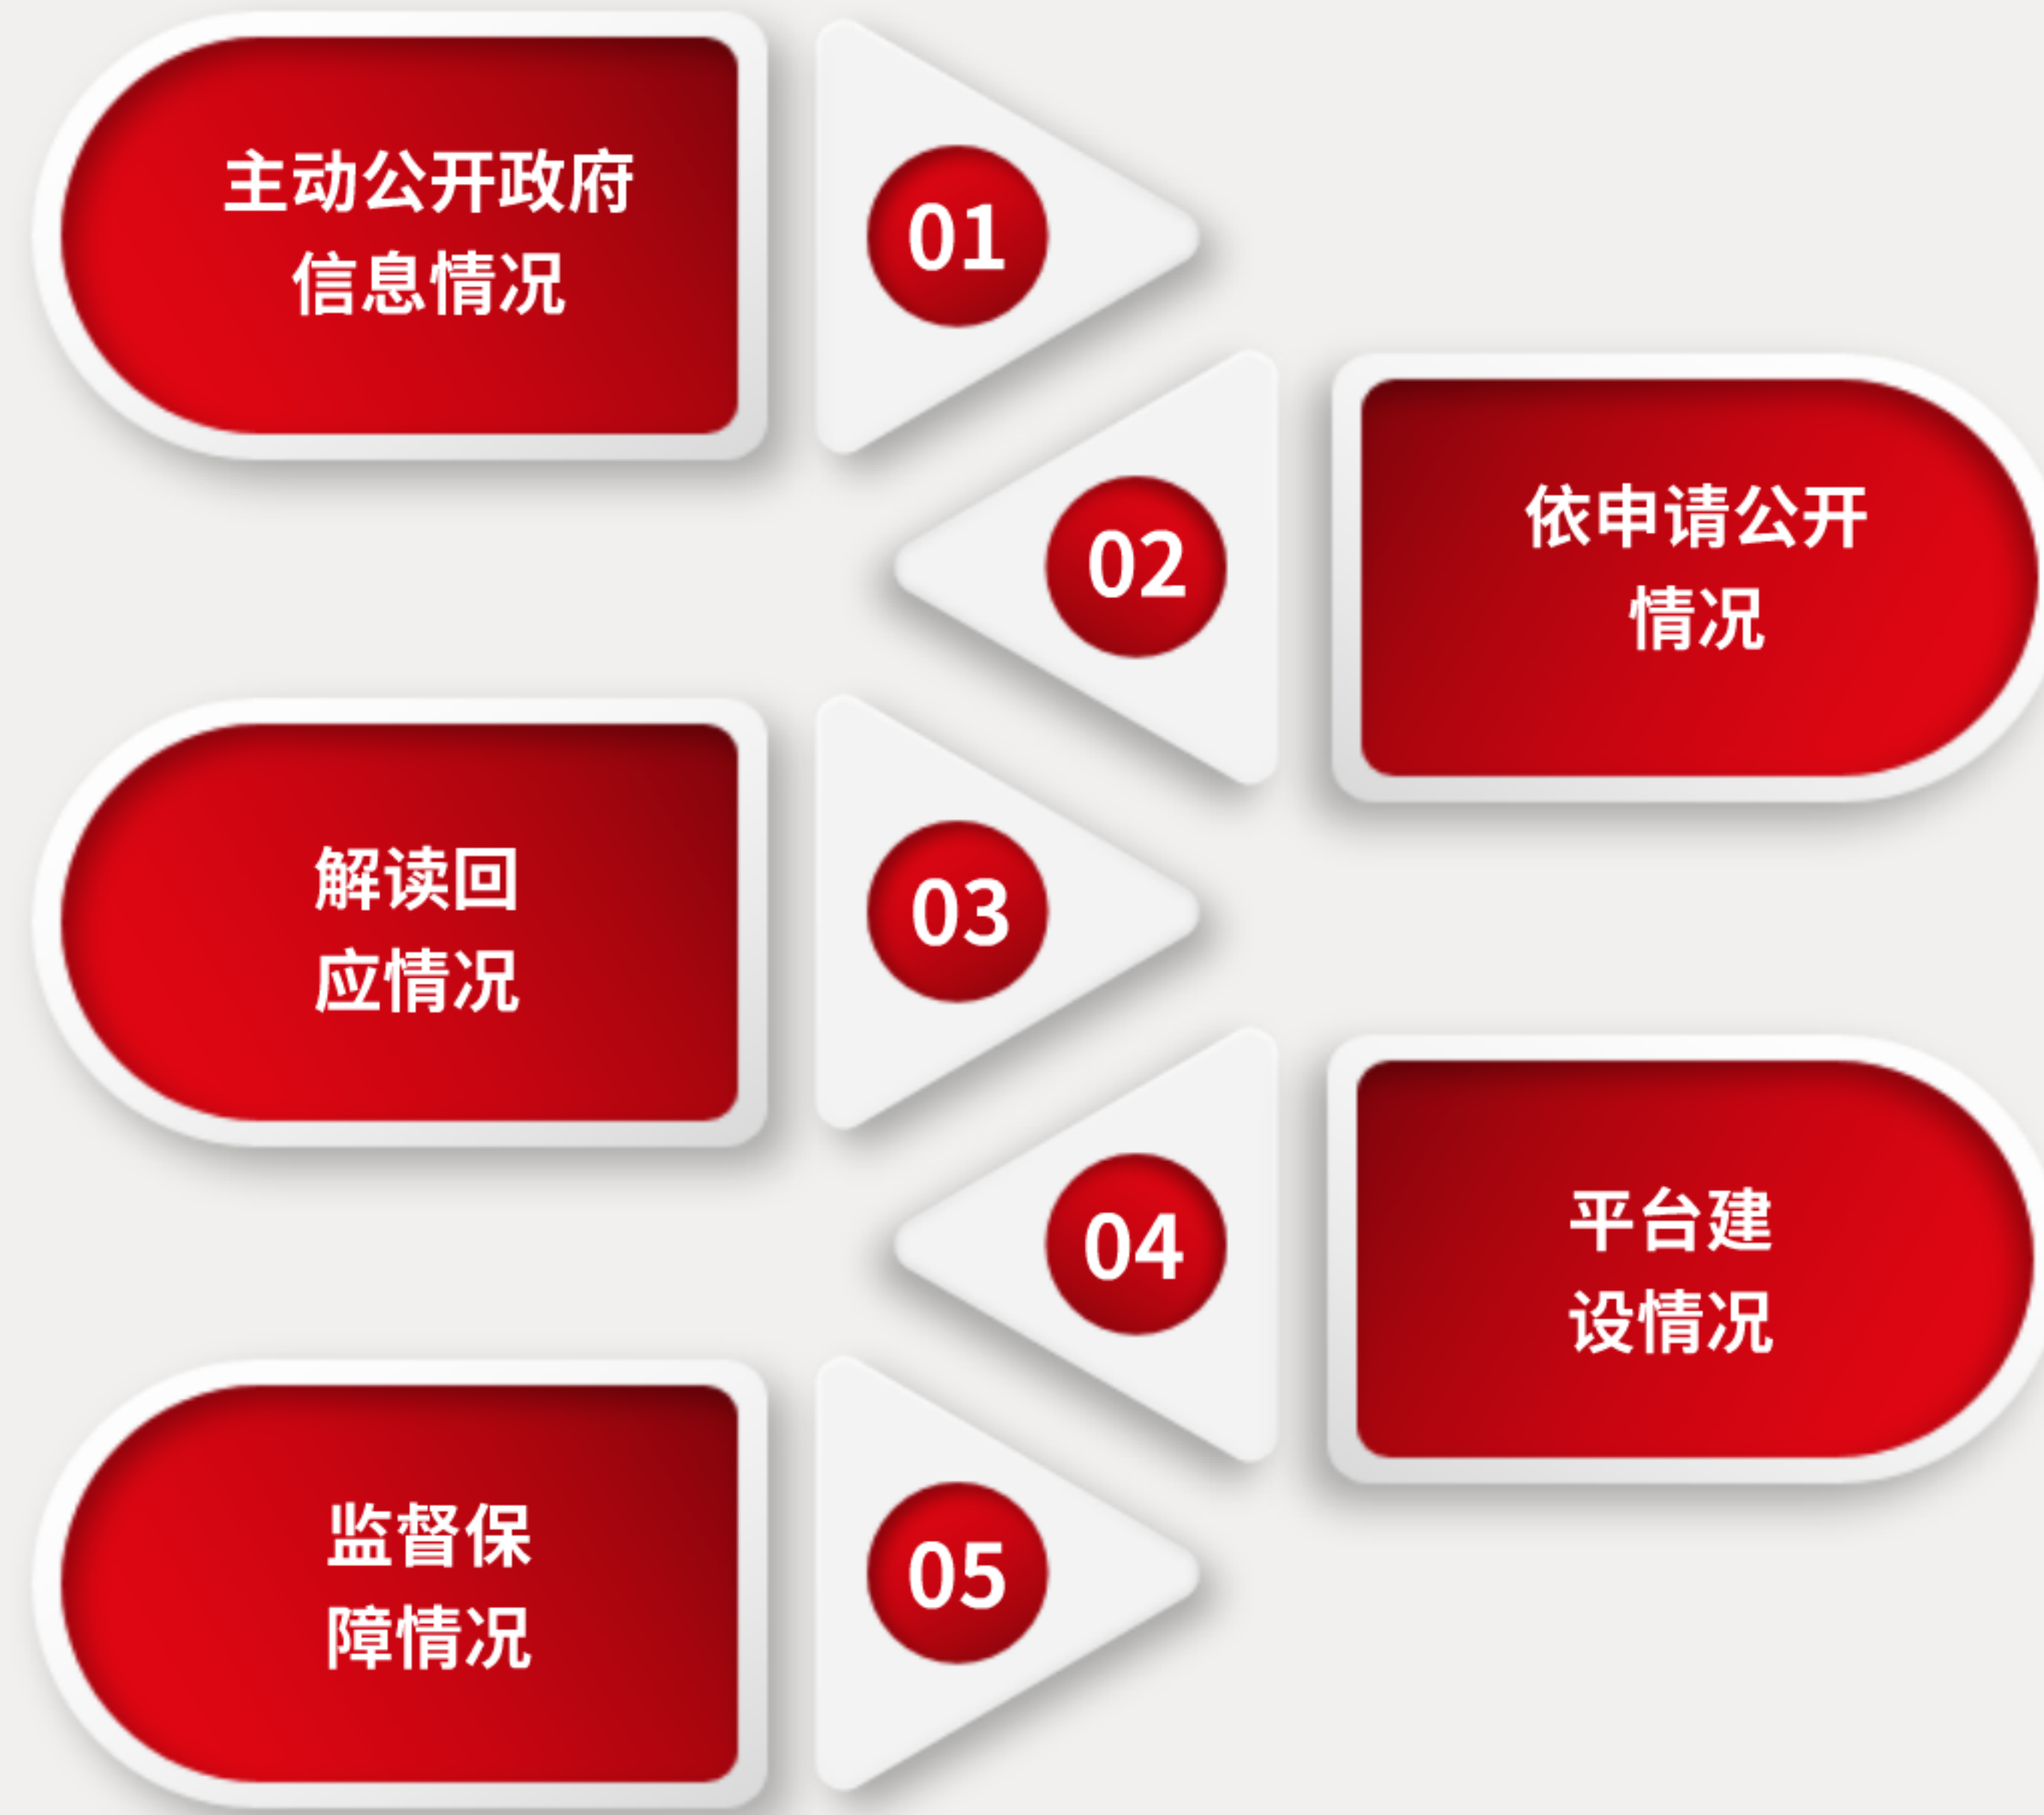 主动公开政府
信息情况
01
02
依申请公开
情况
解读回
应情况
03
04
平台建
设情况
监督保
障情况
05